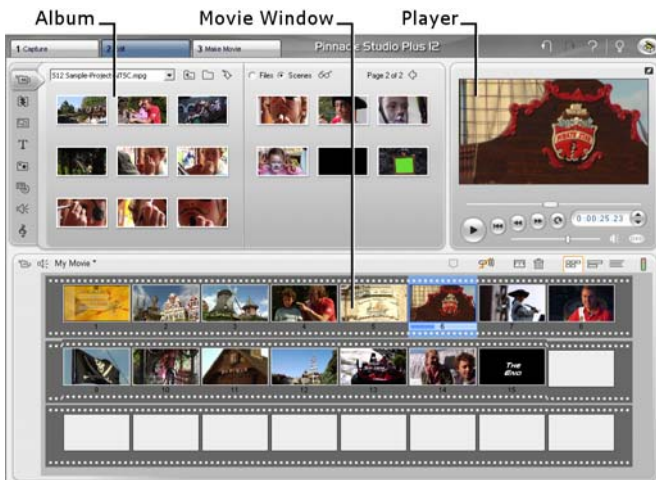 Album Movie Window Player
1 Capture 2 Edit 3 Make Movie Pinnacle Studio Plus 12
S12 Sample-Project-NTSC.mpg Files Scenes Page 2 of 2
0:00:25.23
My Movie *
1 2 3 4 5 6 7 8
THE
END
9 10 11 12 13 14 15